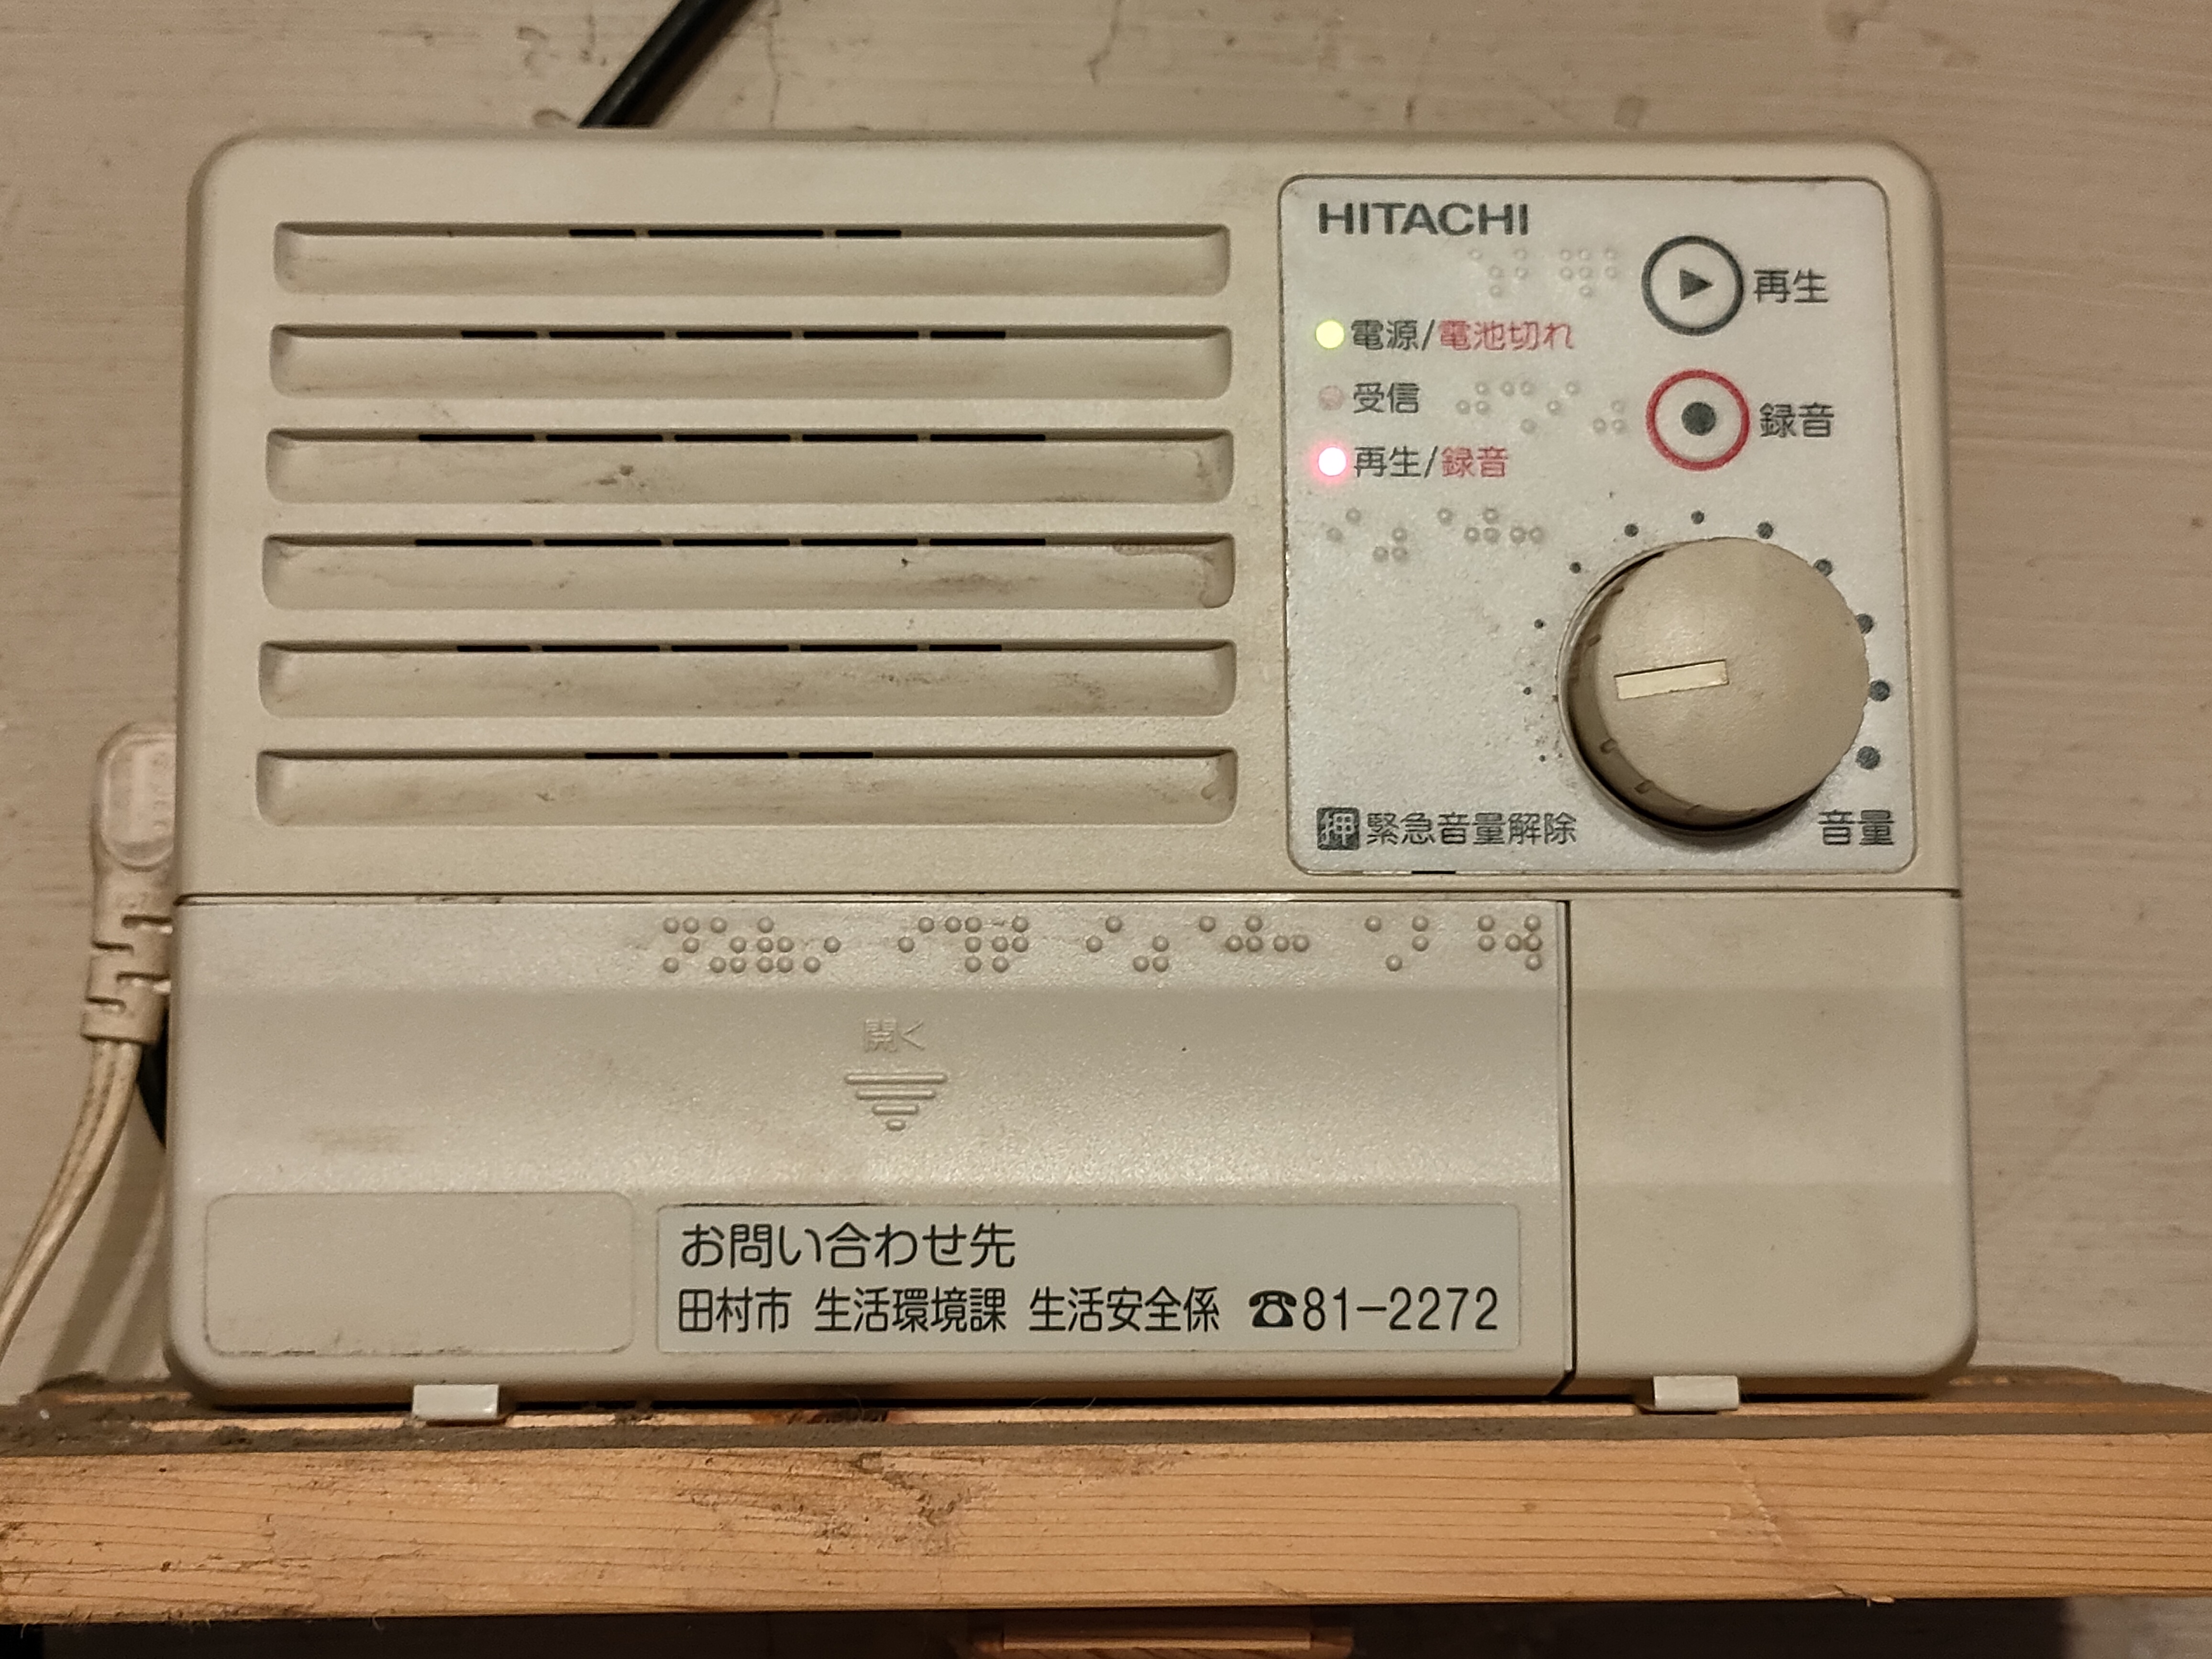 HITACHI
再生
電源/電池切れ
受信
録音
再生/録音
押 緊急音量解除
音量
開く
お問い合わせ先
田村市 生活環境課 生活安全係 ☎81-2272